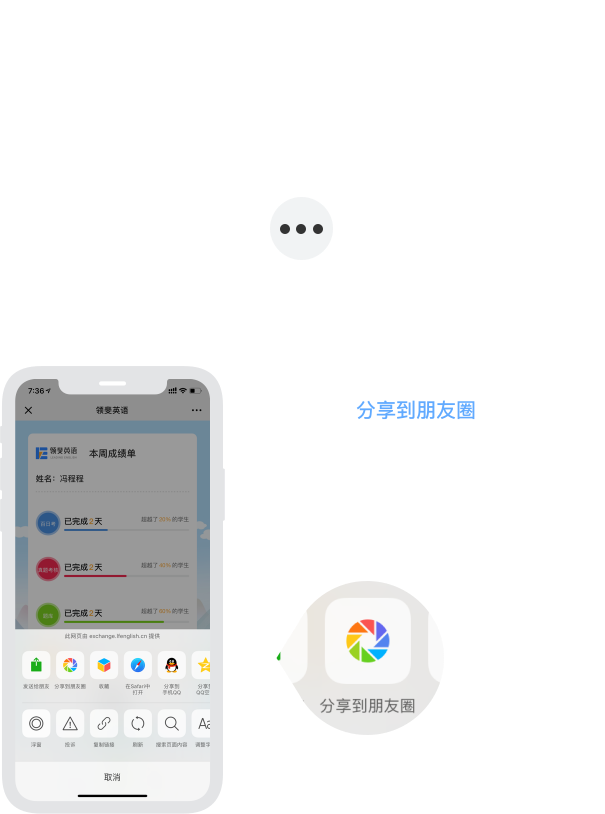 分享到朋友圈
7:36
领斐英语
领斐英语
本周成绩单
姓名：冯程程
已完成2天
超越了20%的学生
真题考核
已完成2天
超越了40%的学生
已完成2天
超越了60%的学生
此网页由 exchange.lfenglish.cn 提供
发送给朋友
分享到朋友圈
收藏
在Safari中
打开
分享到
手机QQ
分享到
QQ空
浮窗
投诉
复制链接
刷新
搜索页面内容
调整字
取消
分享到朋友圈